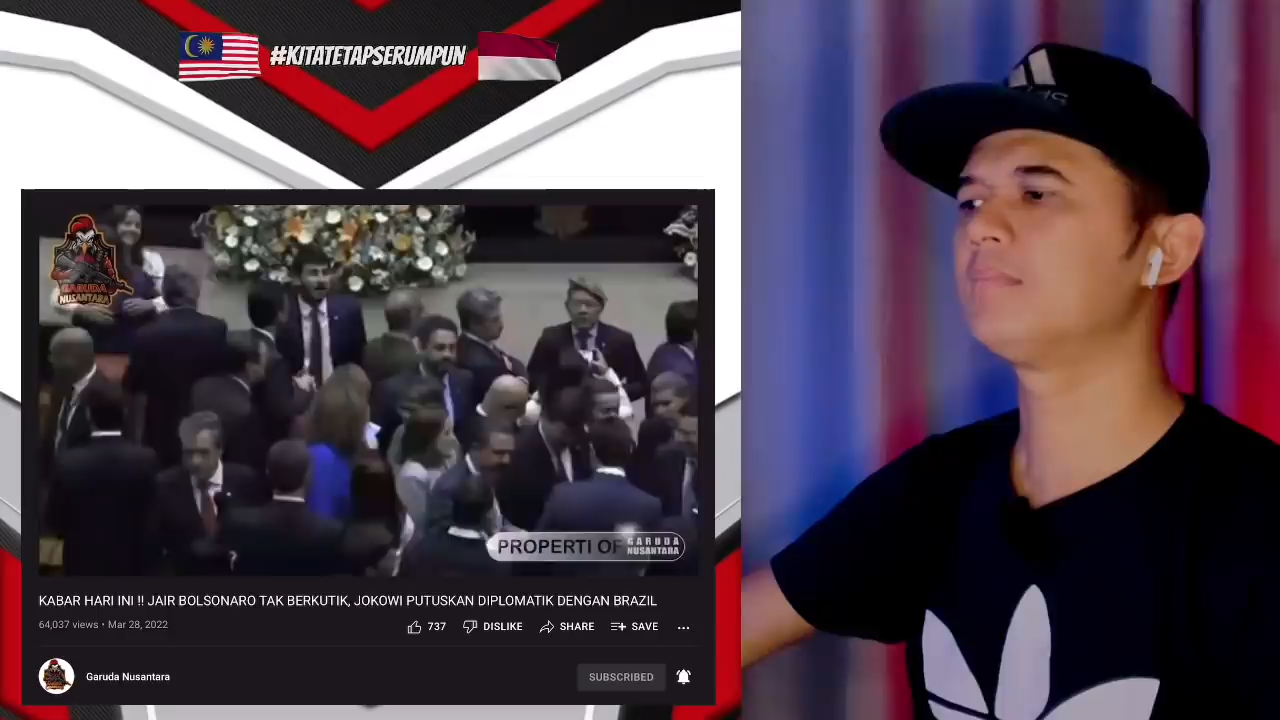 #KITATETAPSERUMPUN
GARUDA
NUSANTARA
PROPERTI OF GARUDA
NUSANTARA
KABAR HARI INI !! JAIR BOLSONARO TAK BERKUTIK, JOKOWI PUTUSKAN DIPLOMATIK DENGAN BRAZIL
64,037 views • Mar 28, 2022
737 DISLIKE SHARE SAVE
Garuda Nusantara
SUBSCRIBED